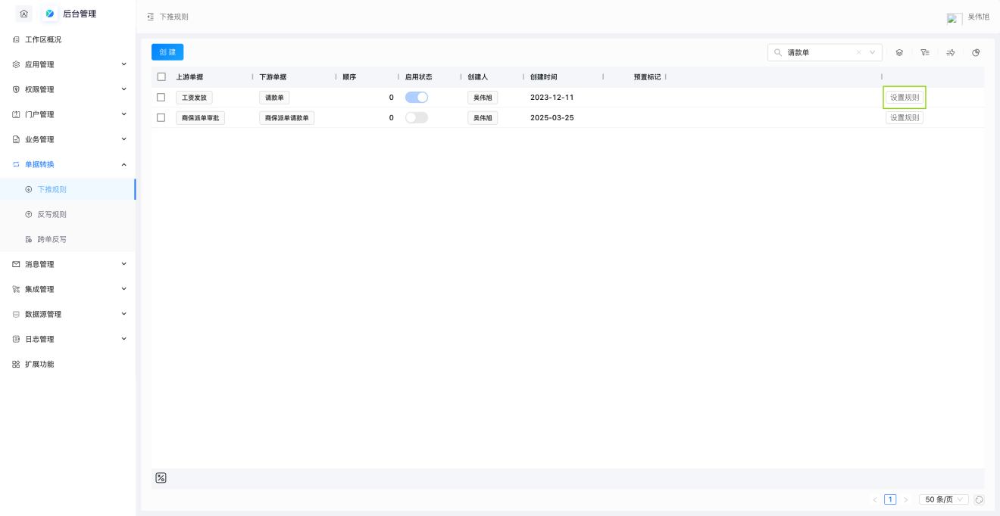 后台管理
下推规则
吴伟旭
工作区概况
应用管理
权限管理
门户管理
业务管理
单据转换
下推规则
反写规则
跨单反写
消息管理
集成管理
数据源管理
日志管理
扩展功能
创 建
请款单
上游单据 下游单据 顺序 启用状态 创建人 创建时间 预置标记
工资发放 请款单 0 吴伟旭 2023-12-11 设置规则
商保派单审批 商保派单请款单 0 吴伟旭 2025-03-25 设置规则
1 50 条/页